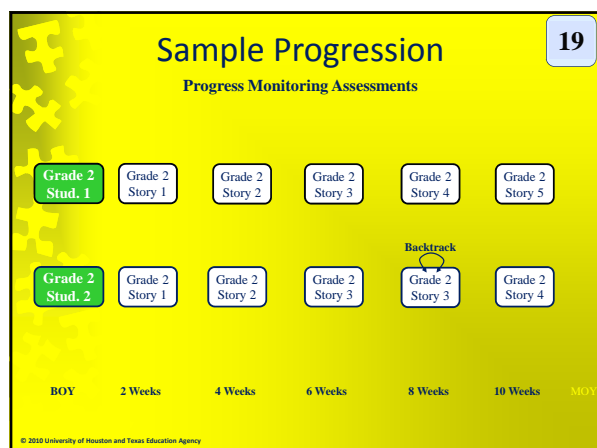 Sample Progression
19
Progress Monitoring Assessments
Grade 2
Stud. 1
Grade 2
Story 1
Grade 2
Story 2
Grade 2
Story 3
Grade 2
Story 4
Grade 2
Story 5
Backtrack
Grade 2
Stud. 2
Grade 2
Story 1
Grade 2
Story 2
Grade 2
Story 3
Grade 2
Story 3
Grade 2
Story 4
BOY 2 Weeks 4 Weeks 6 Weeks 8 Weeks 10 Weeks MOY
© 2010 University of Houston and Texas Education Agency